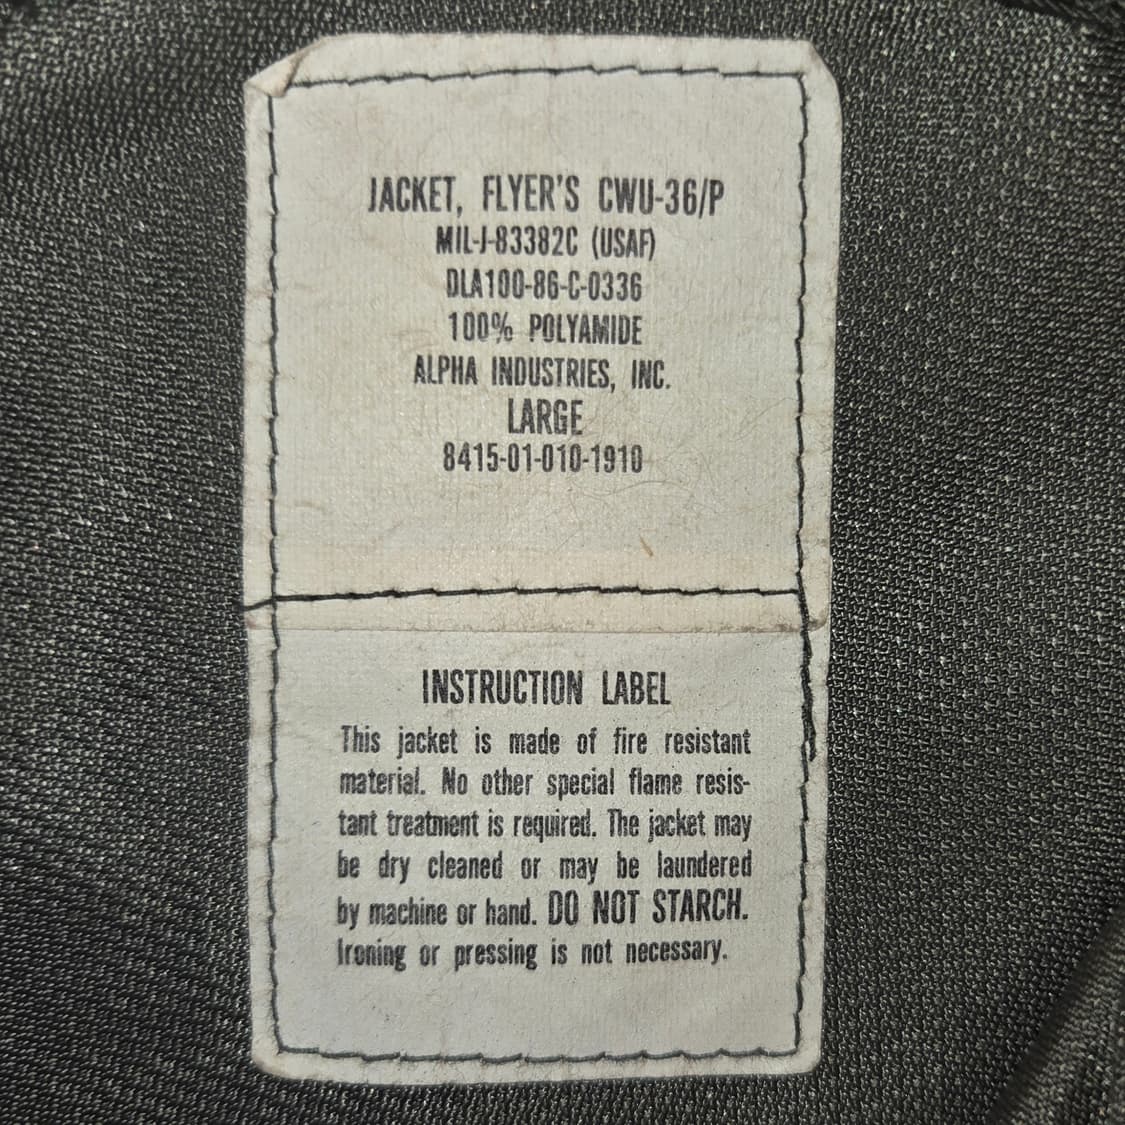 JACKET, FLYER'S CWU-36/P
MIL-J-83382C (USAF)
DLA100-86-C-0336
100% POLYAMIDE
ALPHA INDUSTRIES, INC.
LARGE
8415-01-010-1910
INSTRUCTION LABEL
This jacket is made of fire resistant
material. No other special flame resis-
tant treatment is required. The jacket may
be dry cleaned or may be laundered
by machine or hand. DO NOT STARCH.
Ironing or pressing is not necessary.